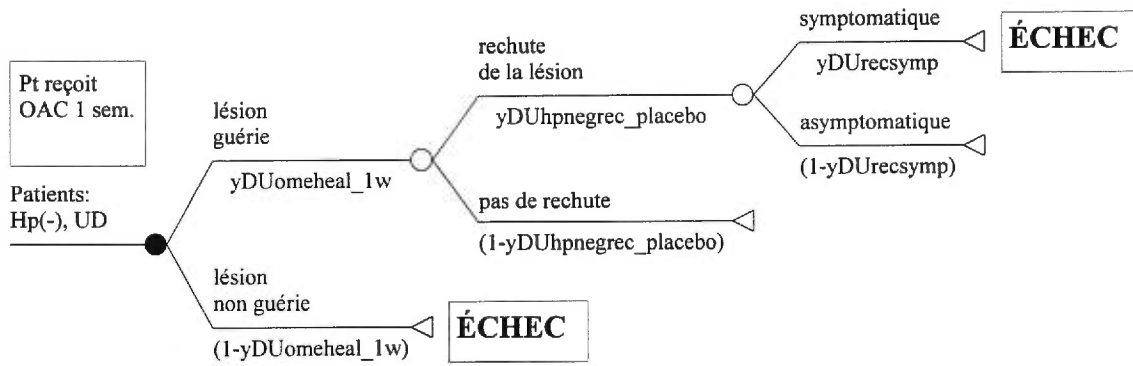 Pt reçoit
OAC 1 sem.
Patients:
Hp(-), UD
lésion
guérie
yDUomeheal_1w
rechute
de la lésion
yDUhpnegrec_placebo
symptomatique
yDUrecsymp
ÉCHEC
asymptomatique
(1-yDUrecsymp)
pas de rechute
(1-yDUhpnegrec_placebo)
lésion
non guérie
(1-yDUomeheal_1w)
ÉCHEC